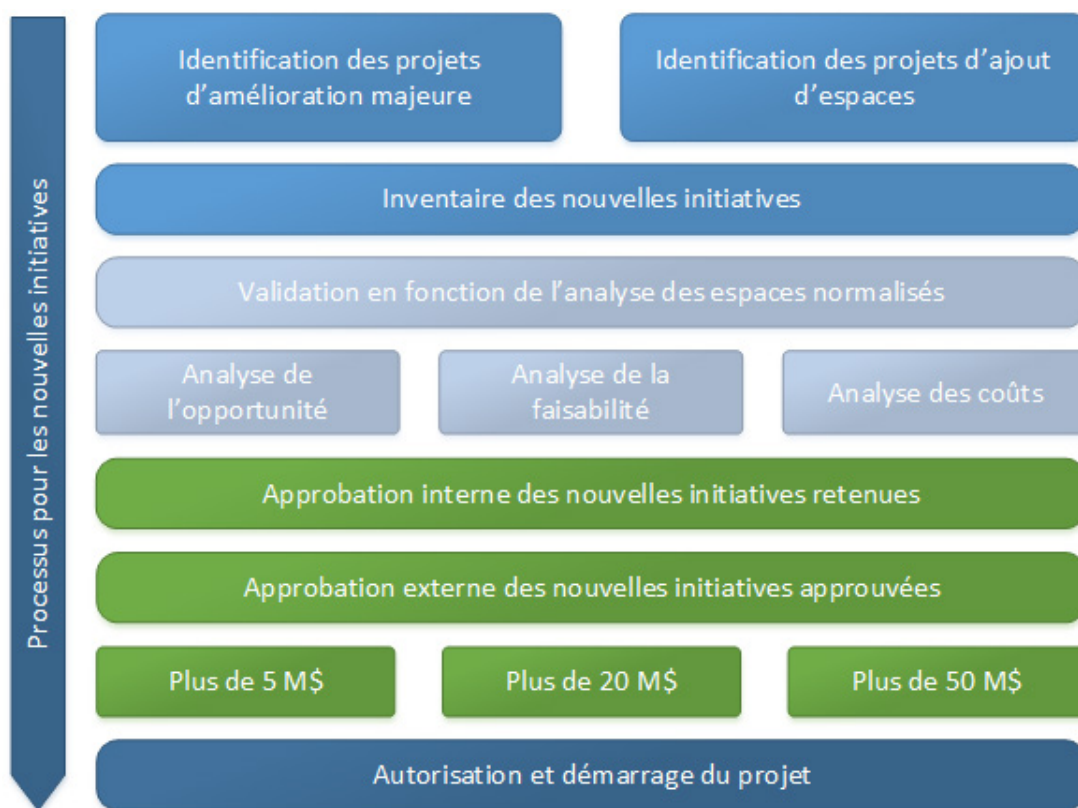 Processus pour les nouvelles initiatives
Identification des projets
d'amélioration majeure
Identification des projets d'ajout
d'espaces
Inventaire des nouvelles initiatives
Validation en fonction de l'analyse des espaces normalisés
Analyse de
l'opportunité
Analyse de la
faisabilité
Analyse des coûts
Approbation interne des nouvelles initiatives retenues
Approbation externe des nouvelles initiatives approuvées
Plus de 5 M$
Plus de 20 M$
Plus de 50 M$
Autorisation et démarrage du projet